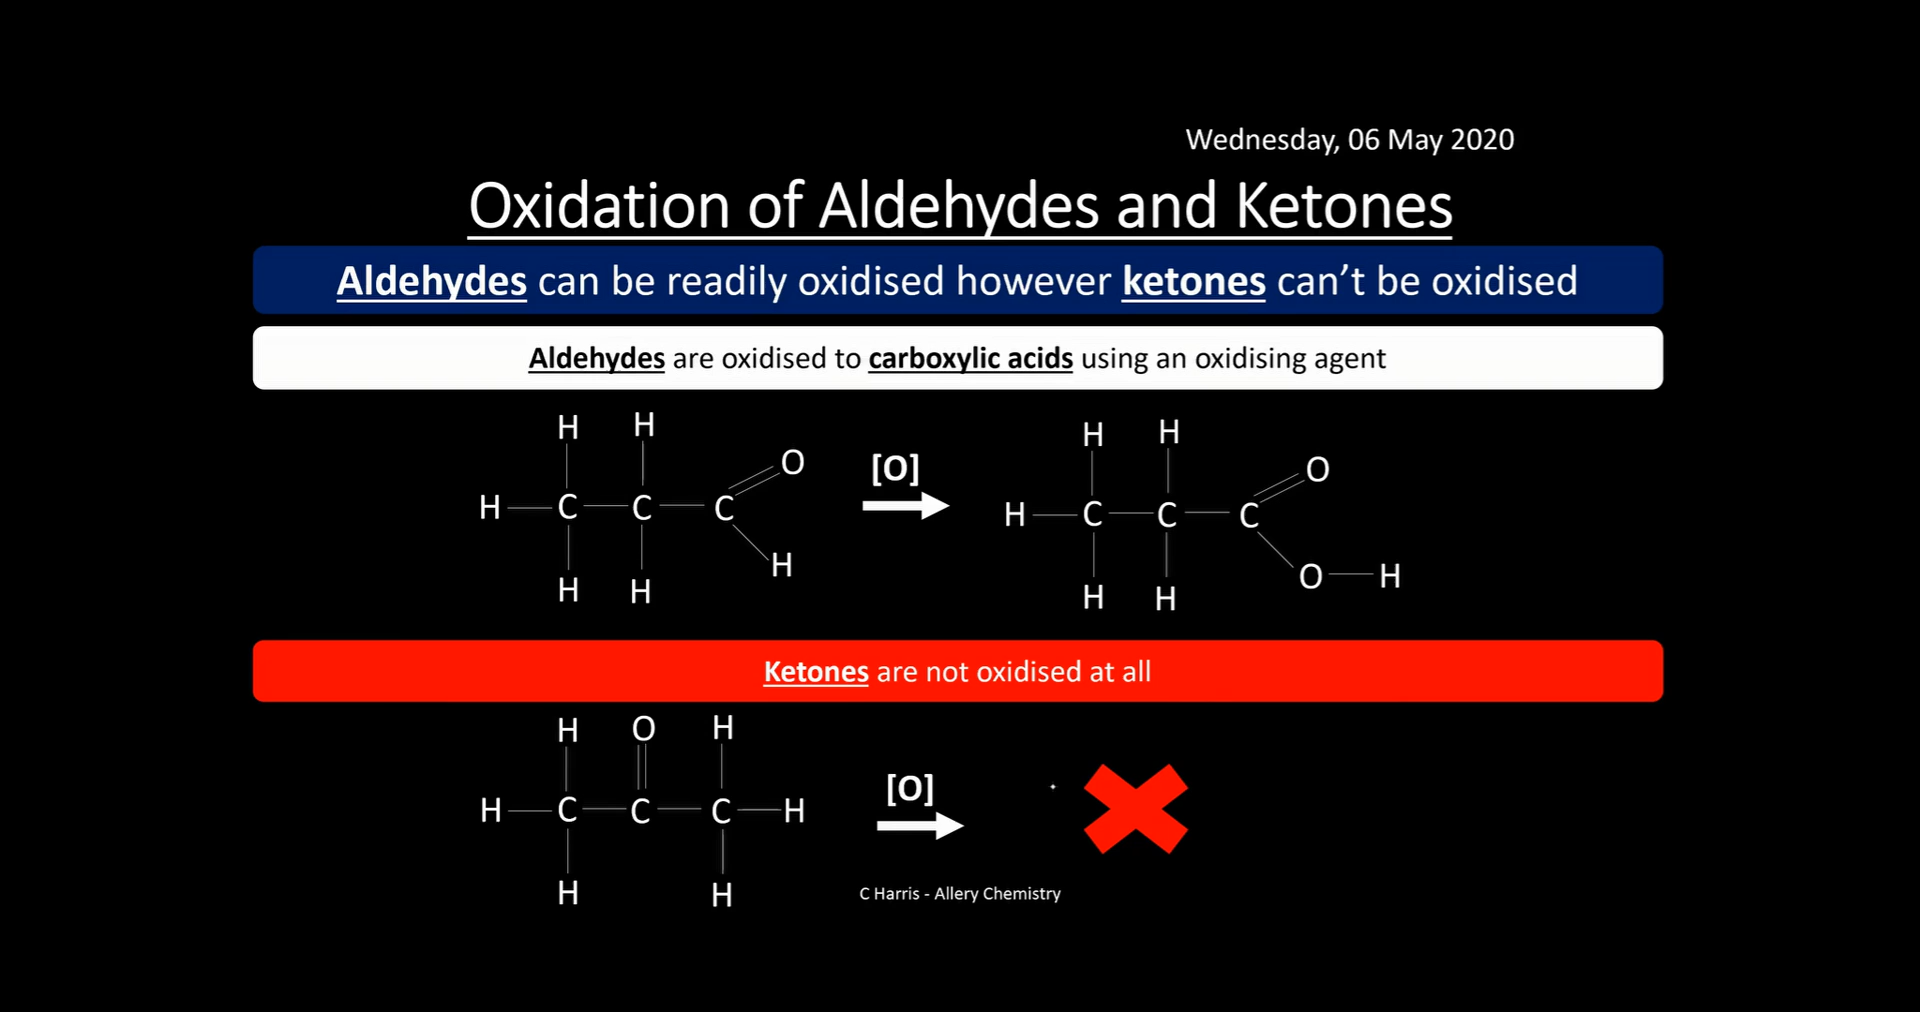 Wednesday, 06 May 2020
Oxidation of Aldehydes and Ketones
Aldehydes can be readily oxidised however ketones can’t be oxidised
Aldehydes are oxidised to carboxylic acids using an oxidising agent
H H
O
[O]
H C C C
H
H H
H H
O
H C C C
O H
H H
Ketones are not oxidised at all
H O H
[O]
H C C C H
H H
C Harris - Allery Chemistry